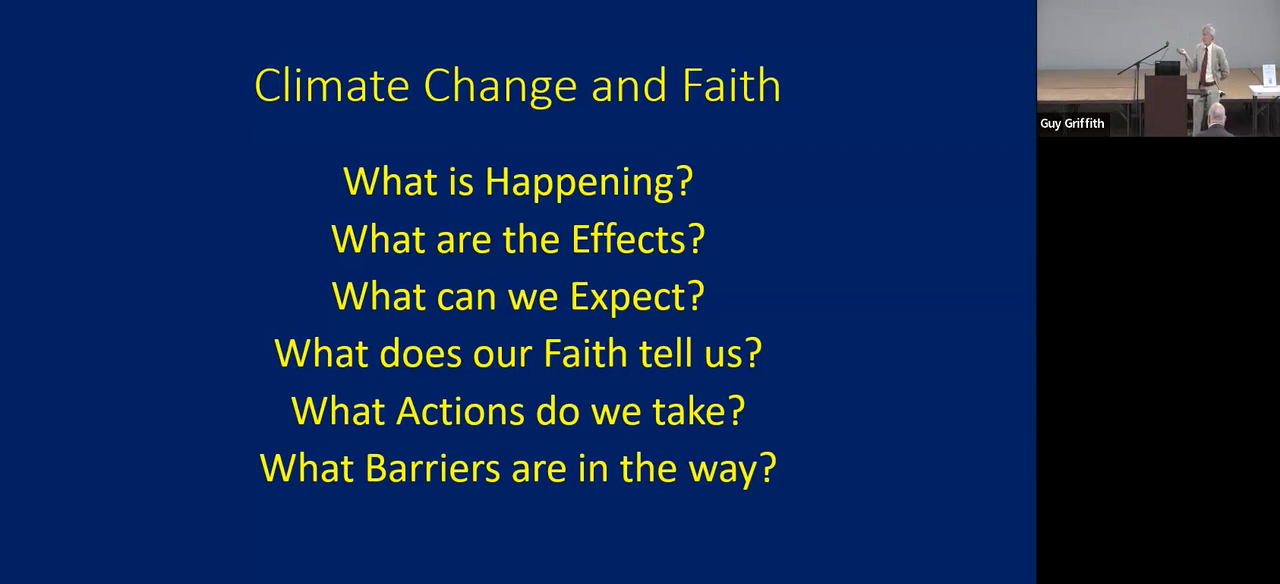 Climate Change and Faith
What is Happening?
What are the Effects?
What can we Expect?
What does our Faith tell us?
What Actions do we take?
What Barriers are in the way?
Guy Griffith